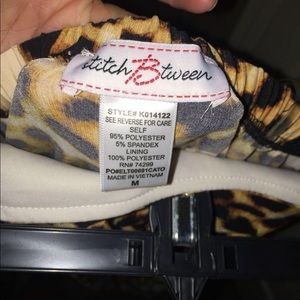 Stitch B tween
STYLE# K014122
SEE REVERSE FOR CARE
SELF
95% POLYESTER
5% SPANDEX
LINING
100% POLYESTER
RN# 74299
PO#ELT00691CATO
MADE IN VIETNAM
M